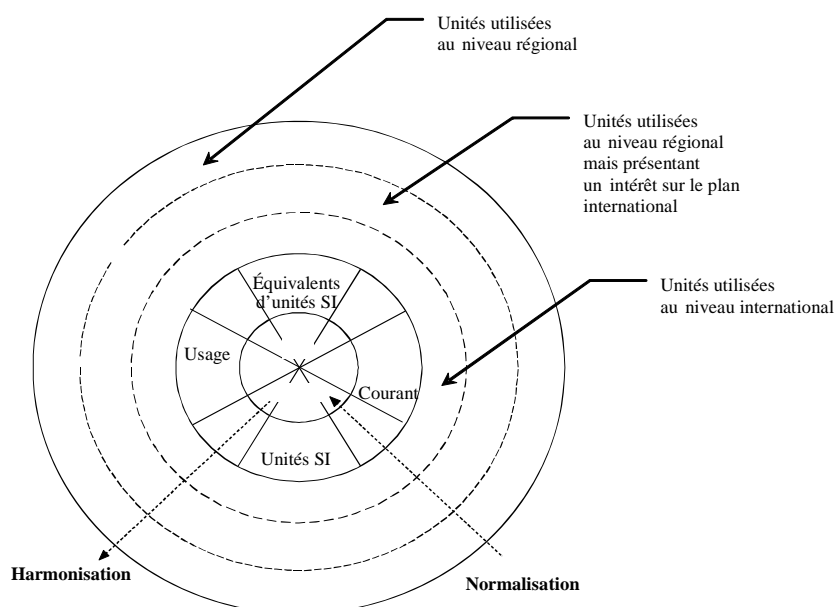 Unités utilisées
au niveau régional
Unités utilisées
au niveau régional
mais présentant
un intérêt sur le plan
international
Unités utilisées
au niveau international
Équivalents
d'unités SI
Usage
Courant
Unités SI
Harmonisation
Normalisation